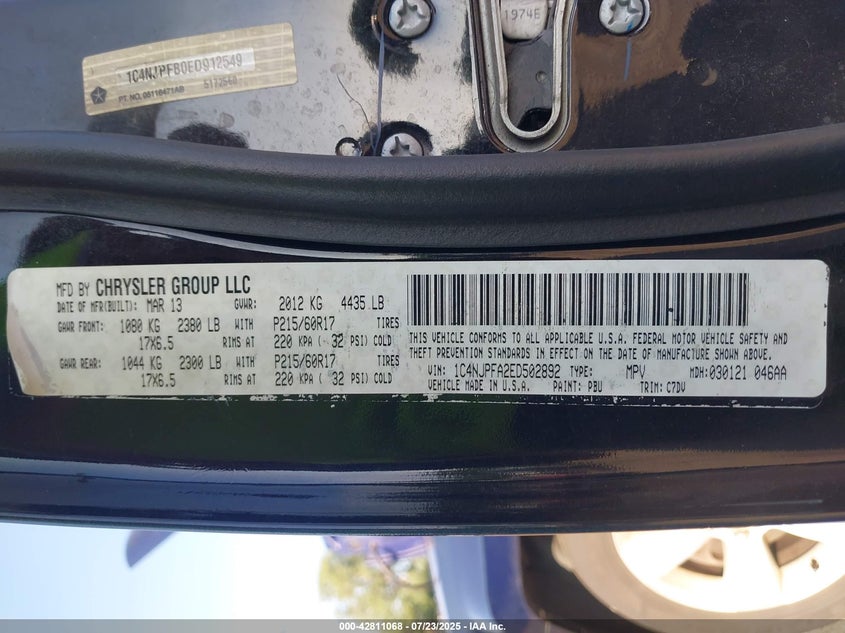 1974E
1C4NJPFB0ED912549
5172560
PT. NO. 05116471AB
MFD BY CHRYSLER GROUP LLC
DATE OF MFR(BUILT): MAR 13 GVWR: 2012 KG 4435 LB
GAWR FRONT: 1080 KG 2380 LB WITH P215/60R17 TIRES
17X6.5 RIMS AT 220 KPA ( 32 PSI) COLD
GAWR REAR: 1044 KG 2300 LB WITH P215/60R17 TIRES
17X6.5 RIMS AT 220 KPA ( 32 PSI) COLD
THIS VEHICLE CONFORMS TO ALL APPLICABLE U.S.A. FEDERAL MOTOR VEHICLE SAFETY AND
THEFT PREVENTION STANDARDS IN EFFECT ON THE DATE OF MANUFACTURE SHOWN ABOVE.
VIN: 1C4NJPFA2ED502892 TYPE: MPV MDH: 030121 046AA
VEHICLE MADE IN U.S.A. PAINT: PBU TRIM: C7DV
000-42811068 - 07/23/2025 - IAA Inc.